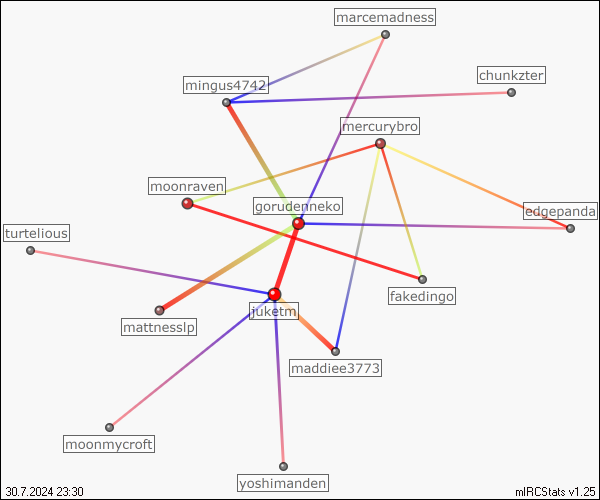 marcemadness
chunkzter
mingus4742
mercurybro
moonraven
gorudenneko
edgepanda
turtelious
fakedingo
juketm
mattnesslp
maddiee3773
moonmycroft
yoshimanden
30.7.2024 23:30
mIRCStats v1.25